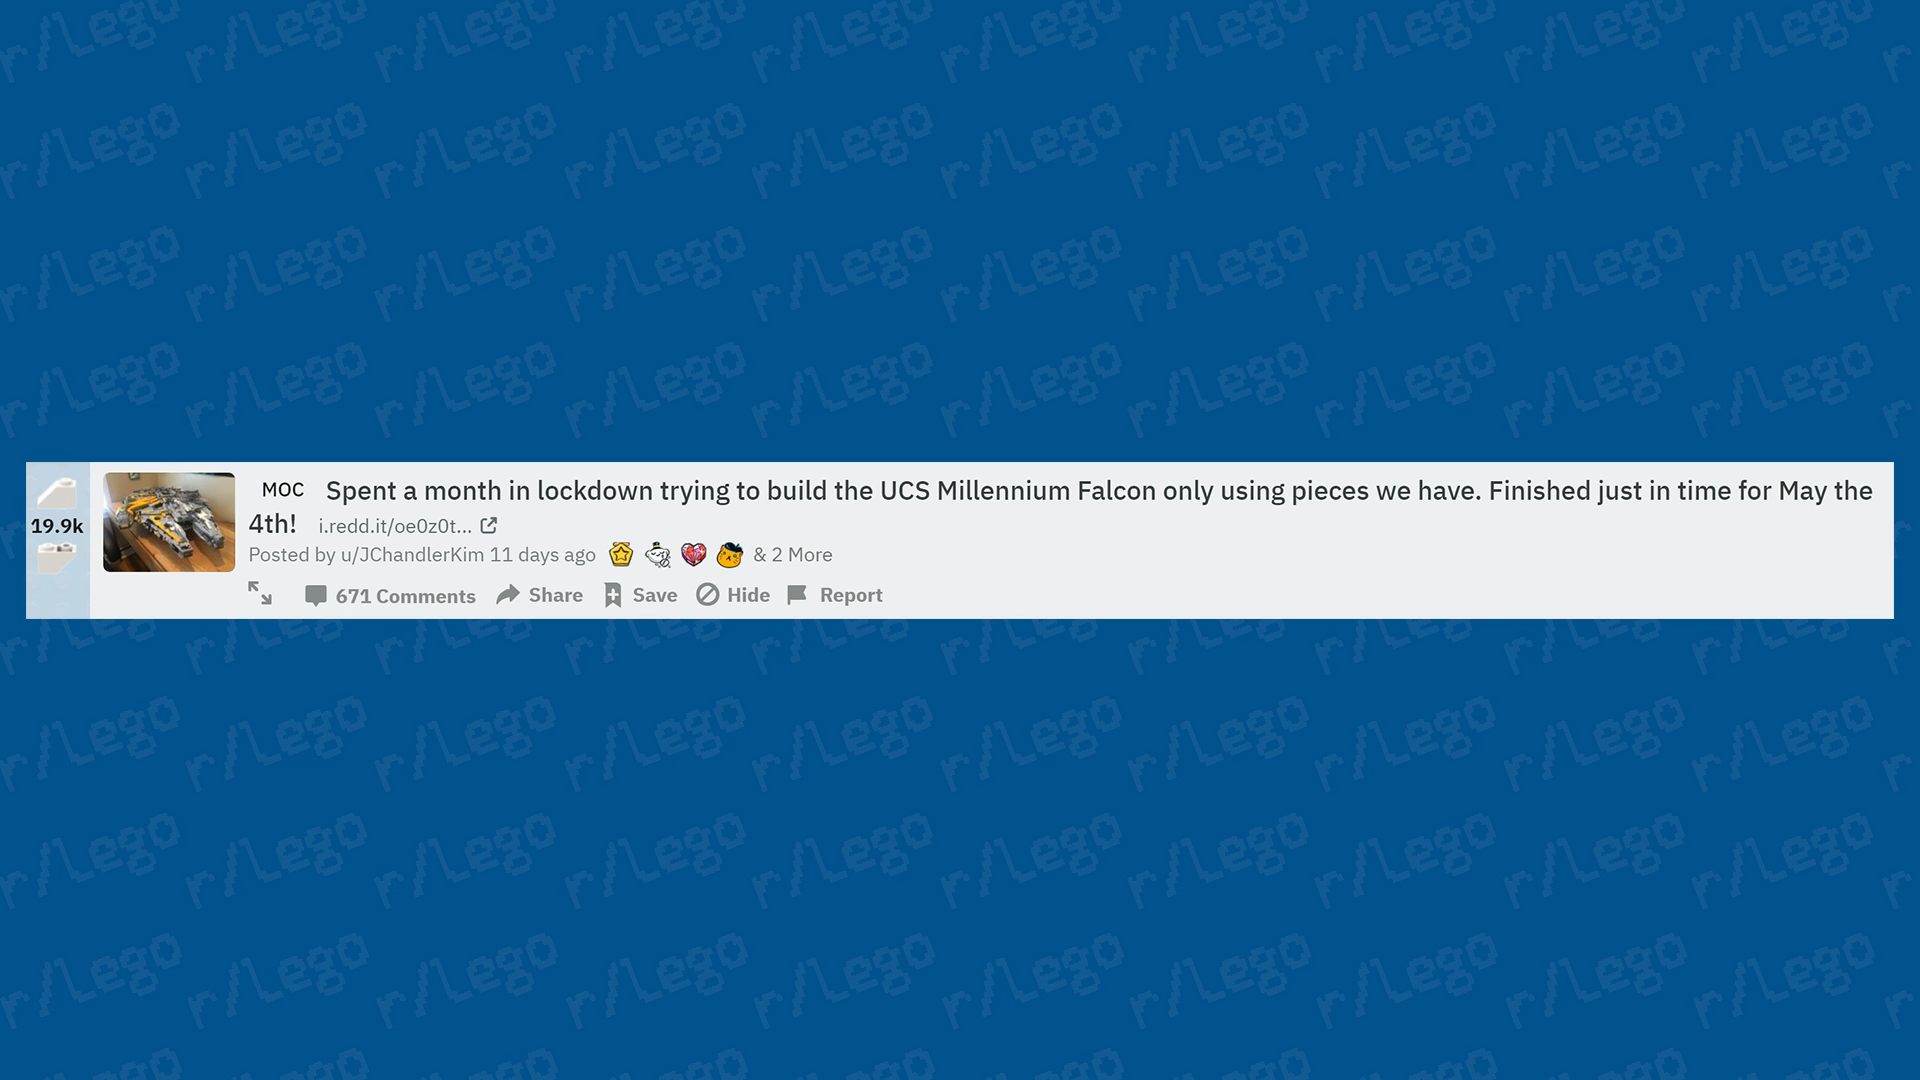 r/Lego
MOC Spent a month in lockdown trying to build the UCS Millennium Falcon only using pieces we have. Finished just in time for May the
19.9k
4th! i.redd.it/oe0z0t...
Posted by u/JChandlerKim 11 days ago & 2 More
671 Comments Share Save Hide Report